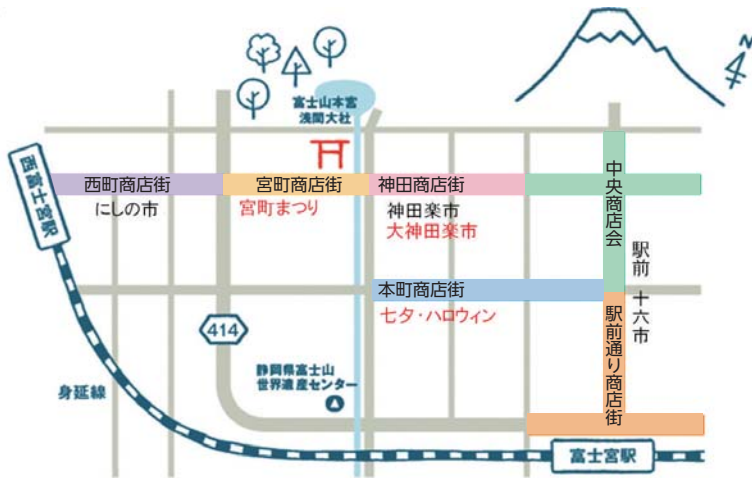 N
富士山本宮
浅間大社
西富士宮駅
西町商店街
宮町商店街
神田商店街
中央商店会
にしの市
宮町まつり
神田楽市
大神田楽市
駅前 十六市
本町商店街
七夕・ハロウィン
駅前通り商店街
414
静岡県富士山
世界遺産センター
身延線
富士宮駅